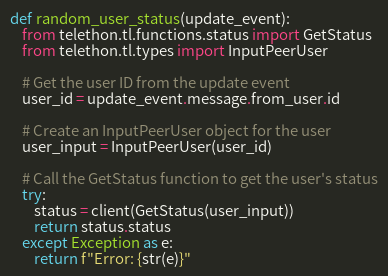 def random_user_status(update_event):
from telethon.tl.functions.status import GetStatus
from telethon.tl.types import InputPeerUser
# Get the user ID from the update event
user_id = update_event.message.from_user.id
# Create an InputPeerUser object for the user
user_input = InputPeerUser(user_id)
# Call the GetStatus function to get the user's status
try:
status = client(GetStatus(user_input))
return status.status
except Exception as e:
return f"Error: {str(e)}"